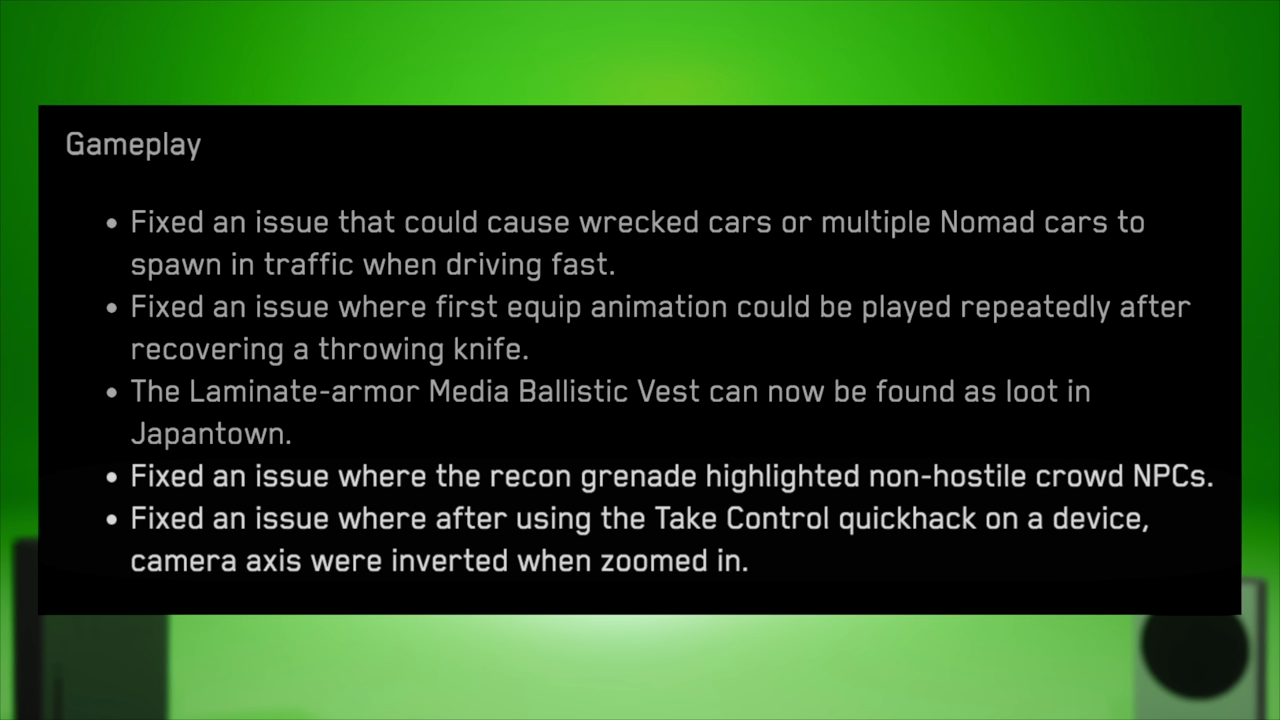 Gameplay
• Fixed an issue that could cause wrecked cars or multiple Nomad cars to
spawn in traffic when driving fast.
• Fixed an issue where first equip animation could be played repeatedly after
recovering a throwing knife.
• The Laminate-armor Media Ballistic Vest can now be found as loot in
Japantown.
• Fixed an issue where the recon grenade highlighted non-hostile crowd NPCs.
• Fixed an issue where after using the Take Control quickhack on a device,
camera axis were inverted when zoomed in.